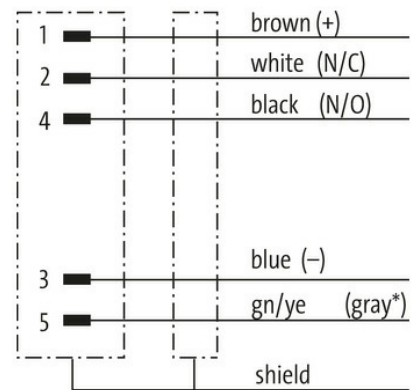 1 brown (+)
2 white (N/C)
4 black (N/O)
3 blue (–)
5 gn/ye (gray*)
shield